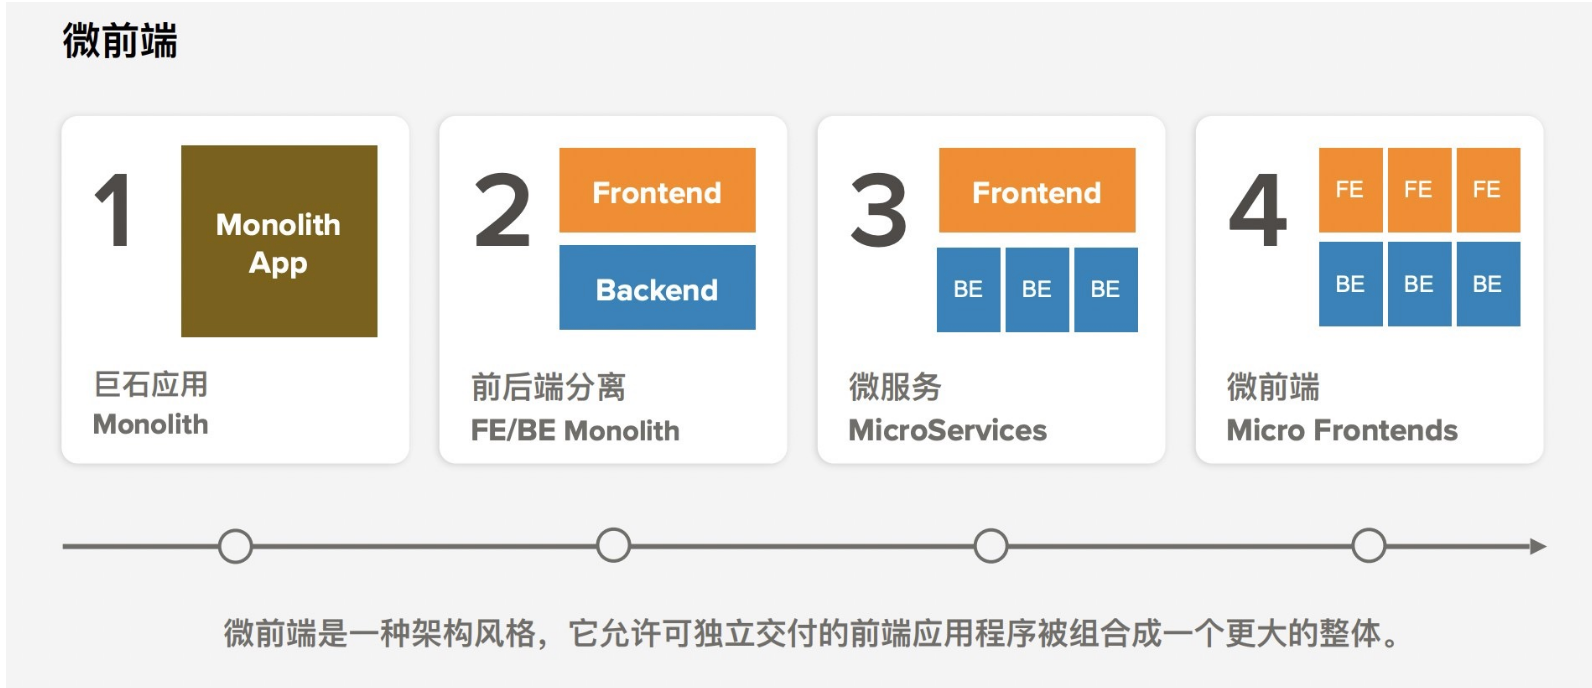 微前端
1
Monolith
App
巨石应用
Monolith
2
Frontend
Backend
前后端分离
FE/BE Monolith
3
Frontend
BE BE BE
微服务
MicroServices
4
FE FE FE
BE BE BE
微前端
Micro Frontends
微前端是一种架构风格，它允许可独立交付的前端应用程序被组合成一个更大的整体。